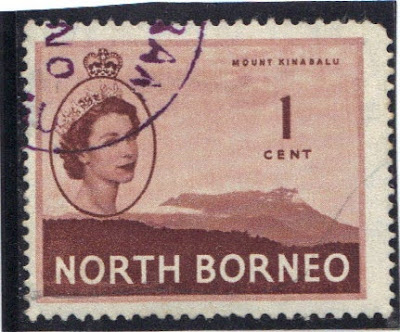 MOUNT KINABALU
1
CENT
NORTH BORNEO